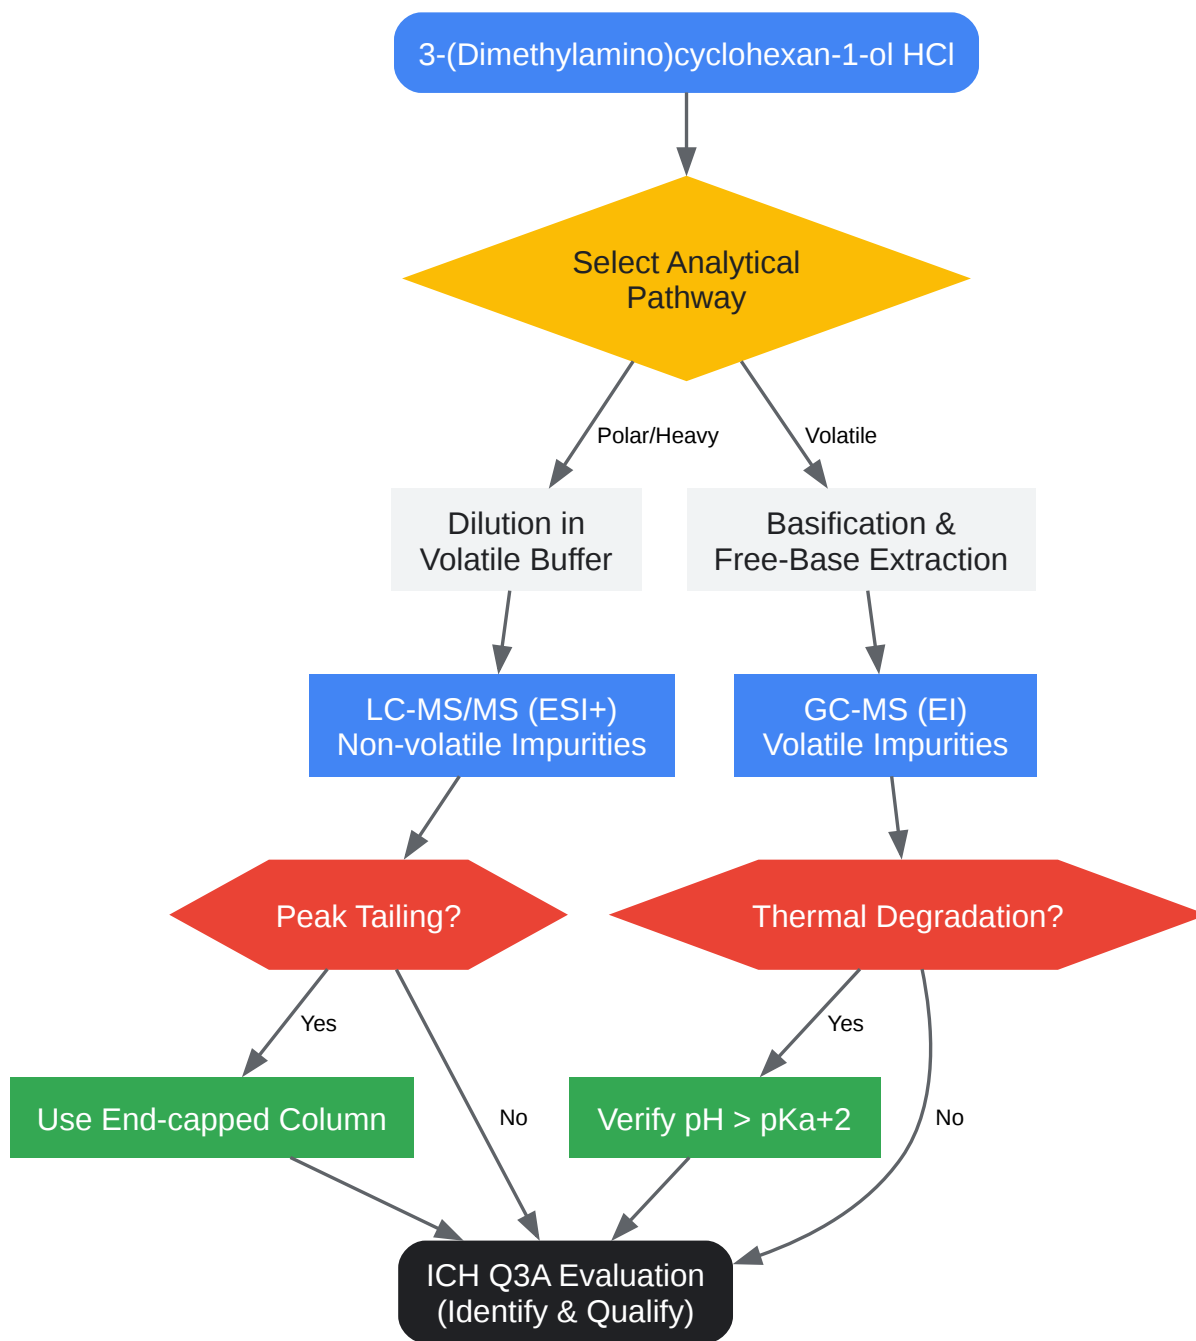 3-(Dimethylamino)cyclohexan-1-ol HCl
Select Analytical
Pathway
Polar/Heavy
Volatile
Dilution in
Volatile Buffer
Basification &
Free-Base Extraction
LC-MS/MS (ESI+)
Non-volatile Impurities
GC-MS (EI)
Volatile Impurities
Peak Tailing?
Thermal Degradation?
Yes
Yes
Use End-capped Column
No
Verify pH > pKa+2
No
ICH Q3A Evaluation
(Identify & Qualify)